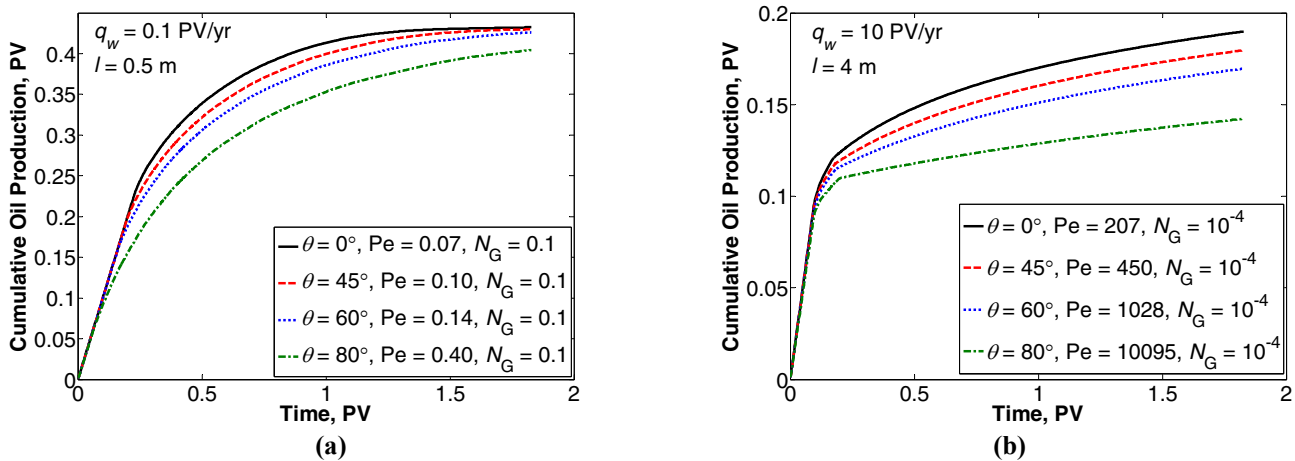 q_w = 0.1 PV/yr
l = 0.5 m
Cumulative Oil Production, PV
0.4
0.35
0.3
0.25
0.2
0.15
0.1
0.05
0
θ = 0°, Pe = 0.07, N_G = 0.1
θ = 45°, Pe = 0.10, N_G = 0.1
θ = 60°, Pe = 0.14, N_G = 0.1
θ = 80°, Pe = 0.40, N_G = 0.1
0 0.5 1 1.5 2
Time, PV
(a)
q_w = 10 PV/yr
l = 4 m
Cumulative Oil Production, PV
0.2
0.15
0.1
0.05
0
θ = 0°, Pe = 207, N_G = 10^-4
θ = 45°, Pe = 450, N_G = 10^-4
θ = 60°, Pe = 1028, N_G = 10^-4
θ = 80°, Pe = 10095, N_G = 10^-4
0 0.5 1 1.5 2
Time, PV
(b)